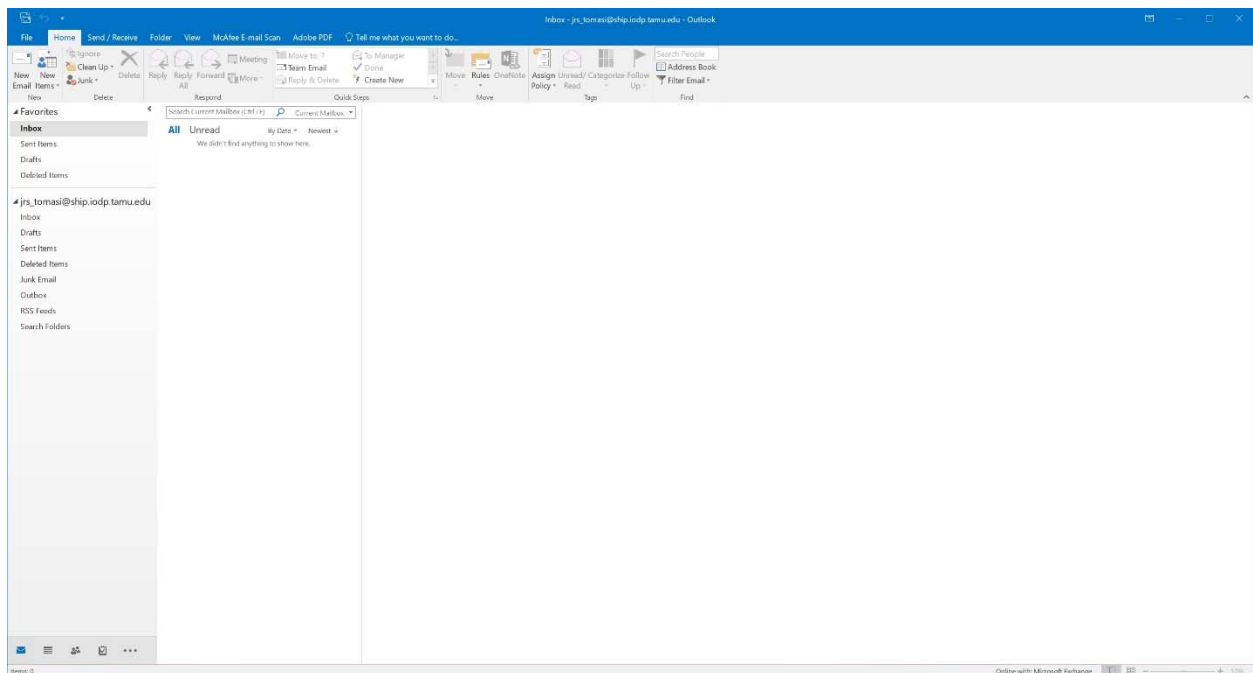 Inbox - jrs_tomasi@ship.iodp.tamu.edu - Outlook
File Home Send / Receive Folder View McAfee E-mail Scan Adobe PDF Tell me what you want to do...
New Email
New Items
Ignore
Clean Up
Junk
Delete
Reply
Reply All
Forward
Meeting
More
Move to: ?
Team Email
Reply & Delete
To Manager
Done
Create New
Move
Rules
OneNote
Assign Policy
Unread/ Read
Categorize
Follow Up
Search People
Address Book
Filter Email
New Delete Respond Quick Steps Move Tags Find
Favorites
Inbox
Sent Items
Drafts
Deleted Items
jrs_tomasi@ship.iodp.tamu.edu
Inbox
Drafts
Sent Items
Deleted Items
Junk Email
Outbox
RSS Feeds
Search Folders
Search Current Mailbox (Ctrl+E) Current Mailbox
All Unread By Date Newest
We didn't find anything to show here.
Items: 0
Online with: Microsoft Exchange
10%